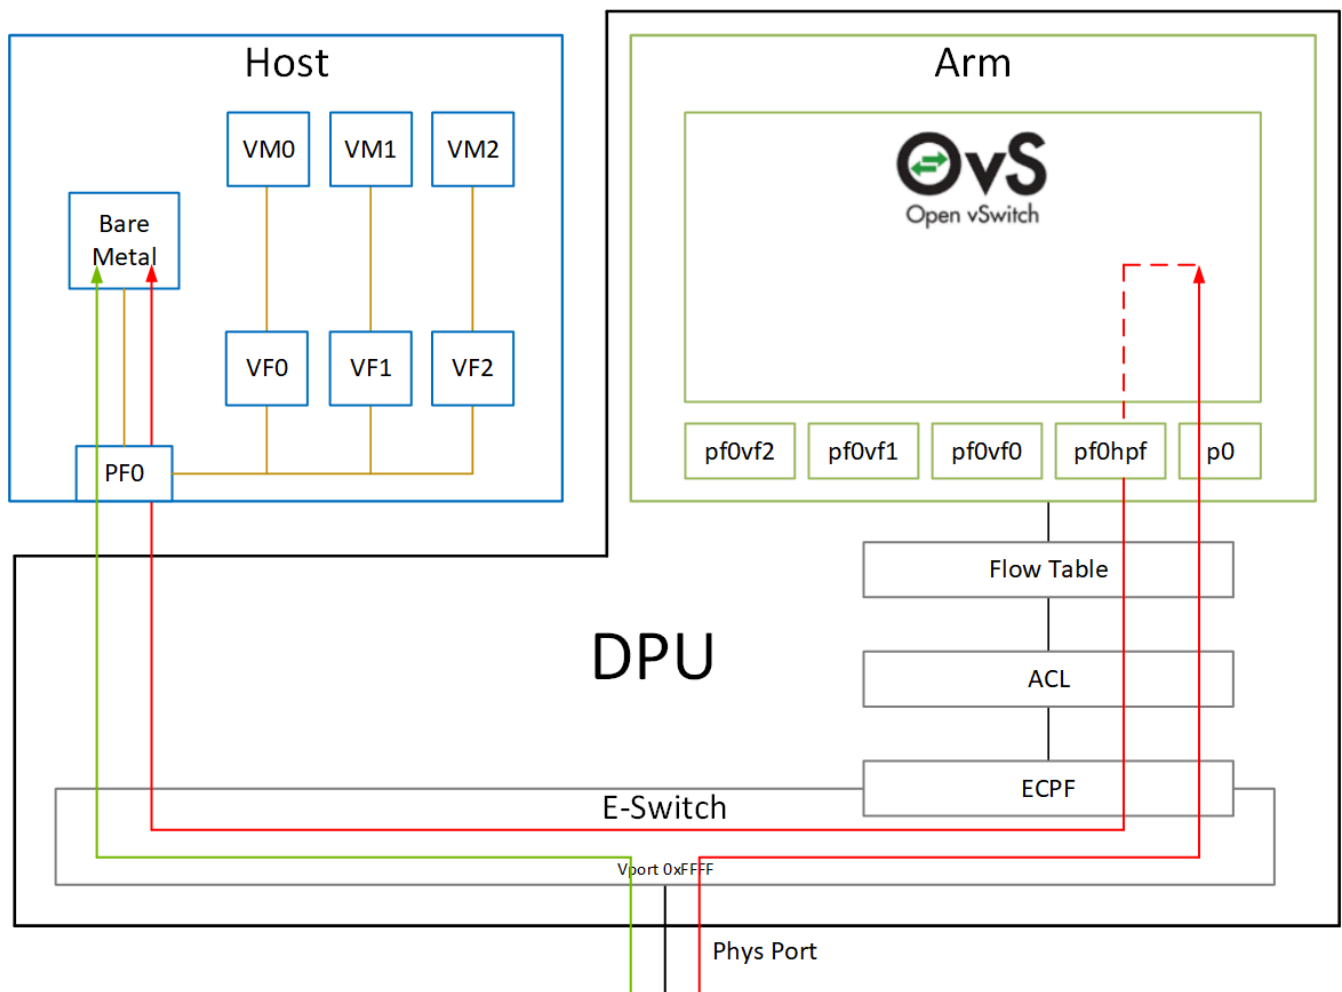 Host
VM0
VM1
VM2
Bare
Metal
VF0
VF1
VF2
PF0
Arm
OvS
Open vSwitch
pf0vf2
pf0vf1
pf0vf0
pf0hpf
p0
Flow Table
ACL
ECPF
DPU
E-Switch
Vport 0xFFFF
Phys Port